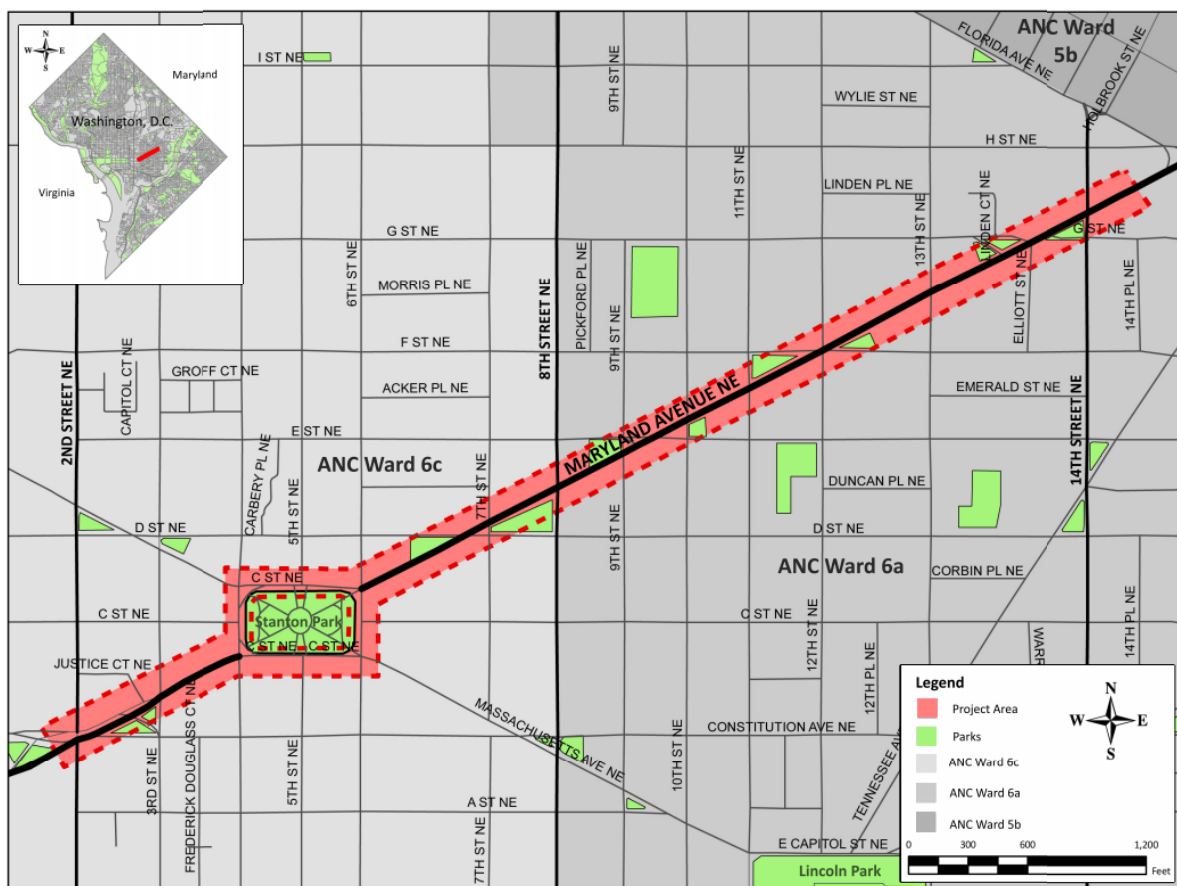 N
W E
S
Maryland
Washington, D.C.
Virginia
ANC Ward
5b
FLORIDA AVE NE
HOLBROOK ST NE
I ST NE
9TH ST NE
WYLIE ST NE
H ST NE
11TH ST NE
LINDEN PL NE
LINDEN CT NE
13TH ST NE
G ST NE
G ST NE
6TH ST NE
MORRIS PL NE
PICKFORD PL NE
ELLIOTT ST NE
14TH PL NE
8TH STREET NE
F ST NE
9TH ST NE
2ND STREET NE
CAPITOL CT NE
GROFF CT NE
ACKER PL NE
EMERALD ST NE
MARYLAND AVENUE NE
14TH STREET NE
E ST NE
ANC Ward 6c
CARBERY PL NE
5TH ST NE
7TH ST NE
DUNCAN PL NE
D ST NE
D ST NE
9TH ST NE
ANC Ward 6a
CORBIN PL NE
C ST NE
C ST NE
Stanton Park
C ST NE
C ST NE
C ST NE
12TH ST NE
12TH PL NE
WARR
14TH PL NE
JUSTICE CT NE
MASSACHUSETTS AVE NE
CONSTITUTION AVE NE
3RD ST NE
FREDERICK DOUGLASS CT NE
5TH ST NE
10TH ST NE
TENNESSEE AV
A ST NE
7TH ST NE
E CAPITOL ST NE
Lincoln Park
Legend
Project Area
Parks
ANC Ward 6c
ANC Ward 6a
ANC Ward 5b
N
W E
S
0 300 600 1,200
Feet